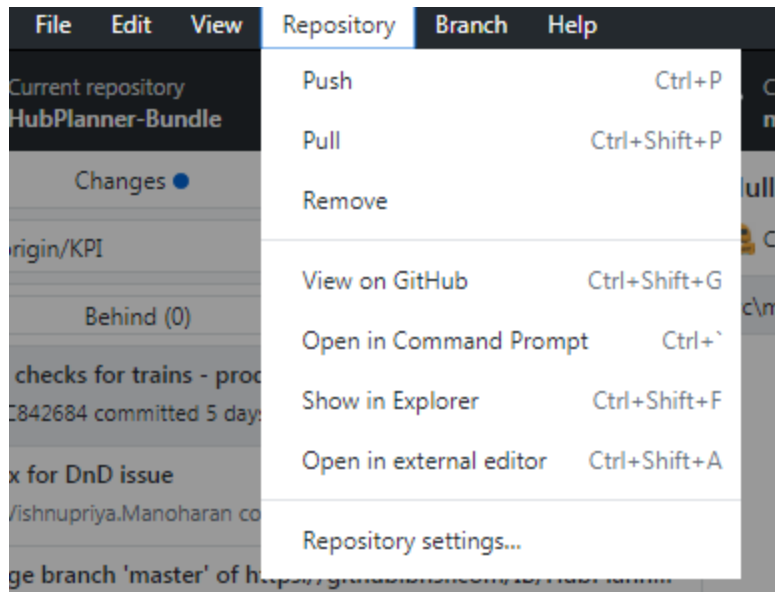 File Edit View Repository Branch Help
Current repository
HubPlanner-Bundle
Changes
origin/KPI
Behind (0)
checks for trains - prod
C842684 committed 5 days
x for DnD issue
Vishnupriya.Manoharan co
ge branch 'master' of
Push Ctrl+P
Pull Ctrl+Shift+P
Remove
View on GitHub Ctrl+Shift+G
Open in Command Prompt Ctrl+`
Show in Explorer Ctrl+Shift+F
Open in external editor Ctrl+Shift+A
Repository settings...
ull
c\m